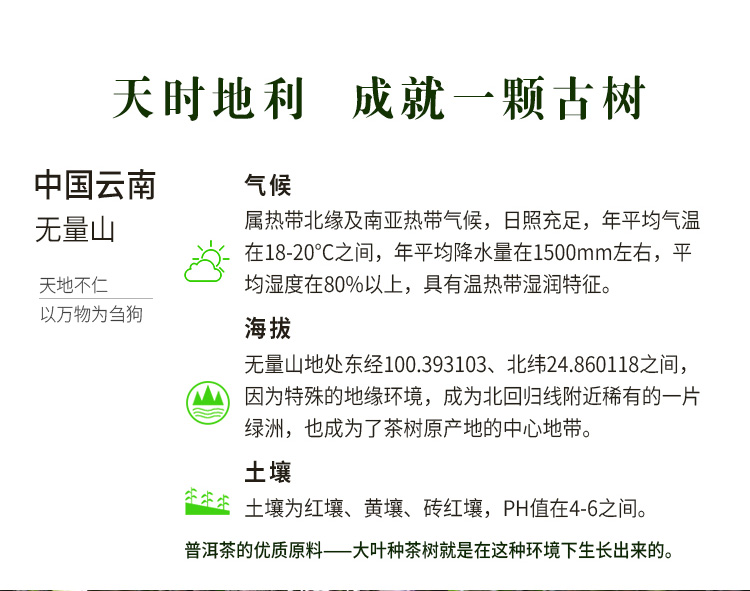 天时地利 成就一颗古树
中国云南
无量山
天地不仁
以万物为刍狗
气候
属热带北缘及南亚热带气候，日照充足，年平均气温
在18-20℃之间，年平均降水量在1500mm左右，平
均湿度在80%以上，具有温热带湿润特征。
海拔
无量山地处东经100.393103、北纬24.860118之间，
因为特殊的地缘环境，成为北回归线附近稀有的一片
绿洲，也成为了茶树原产地的中心地带。
土壤
土壤为红壤、黄壤、砖红壤，PH值在4-6之间。
普洱茶的优质原料——大叶种茶树就是在这种环境下生长出来的。